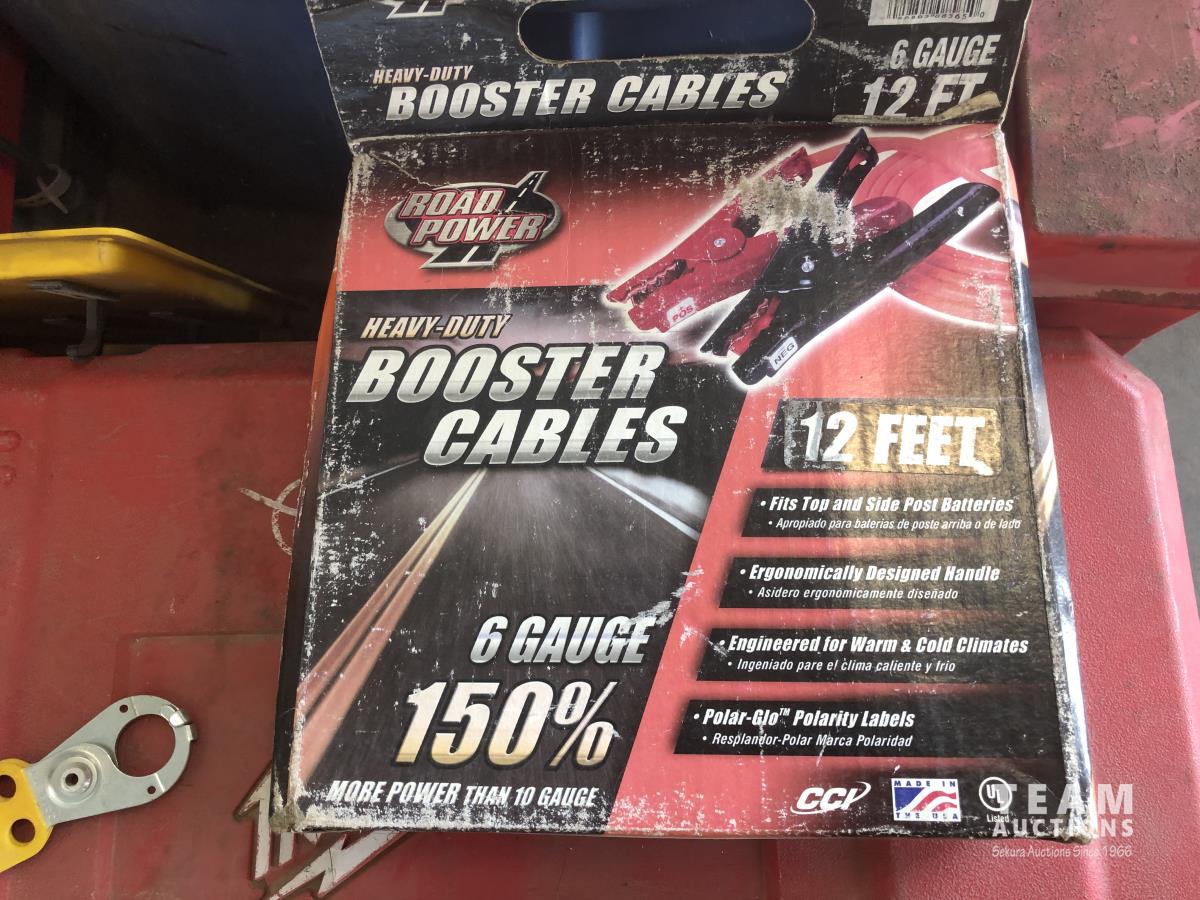 HEAVY-DUTY
BOOSTER CABLES
6 GAUGE
12 FT
ROAD
POWER
POS
NEG
HEAVY-DUTY
BOOSTER
CABLES
12 FEET
• Fits Top and Side Post Batteries
• Apropiado para baterias de poste arriba o de lado
• Ergonomically Designed Handle
• Asidero ergonomicamente diseñado
• Engineered for Warm & Cold Climates
• Ingeniado pare el clima caliente y frio
• Polar-Glo™ Polarity Labels
• Resplandor-Polar Marca Polaridad
6 GAUGE
150%
MORE POWER THAN 10 GAUGE
CCI
MADE IN
THE USA
UL
Listed
TEAM
AUCTIONS
Sekura Auctions Since 1966